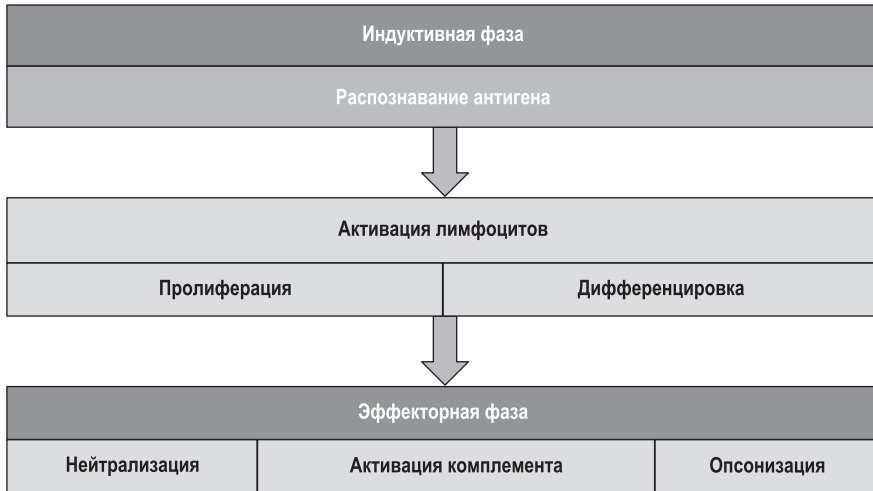 Индуктивная фаза
Распознавание антигена
Активация лимфоцитов
Пролиферация
Дифференцировка
Эффекторная фаза
Нейтрализация
Активация комплемента
Опсонизация